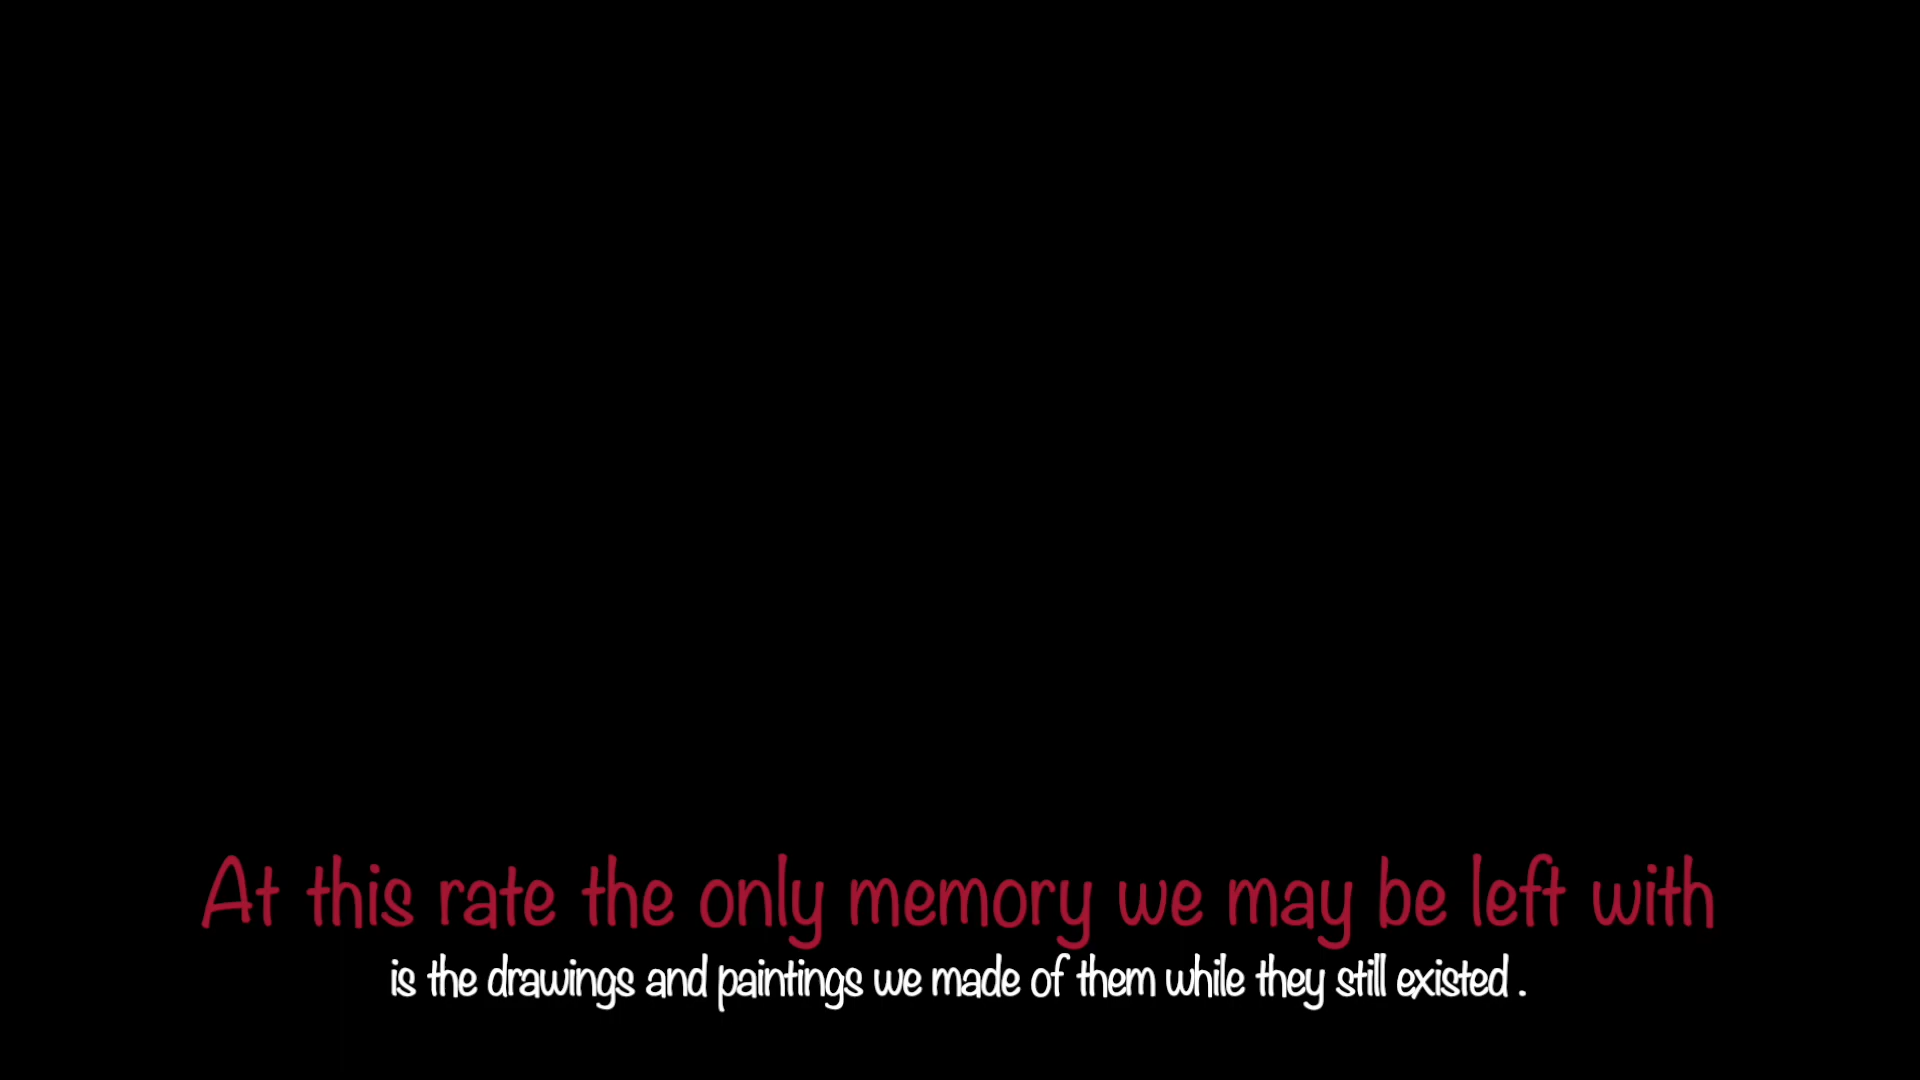 At this rate the only memory we may be left with
is the drawings and paintings we made of them while they still existed .